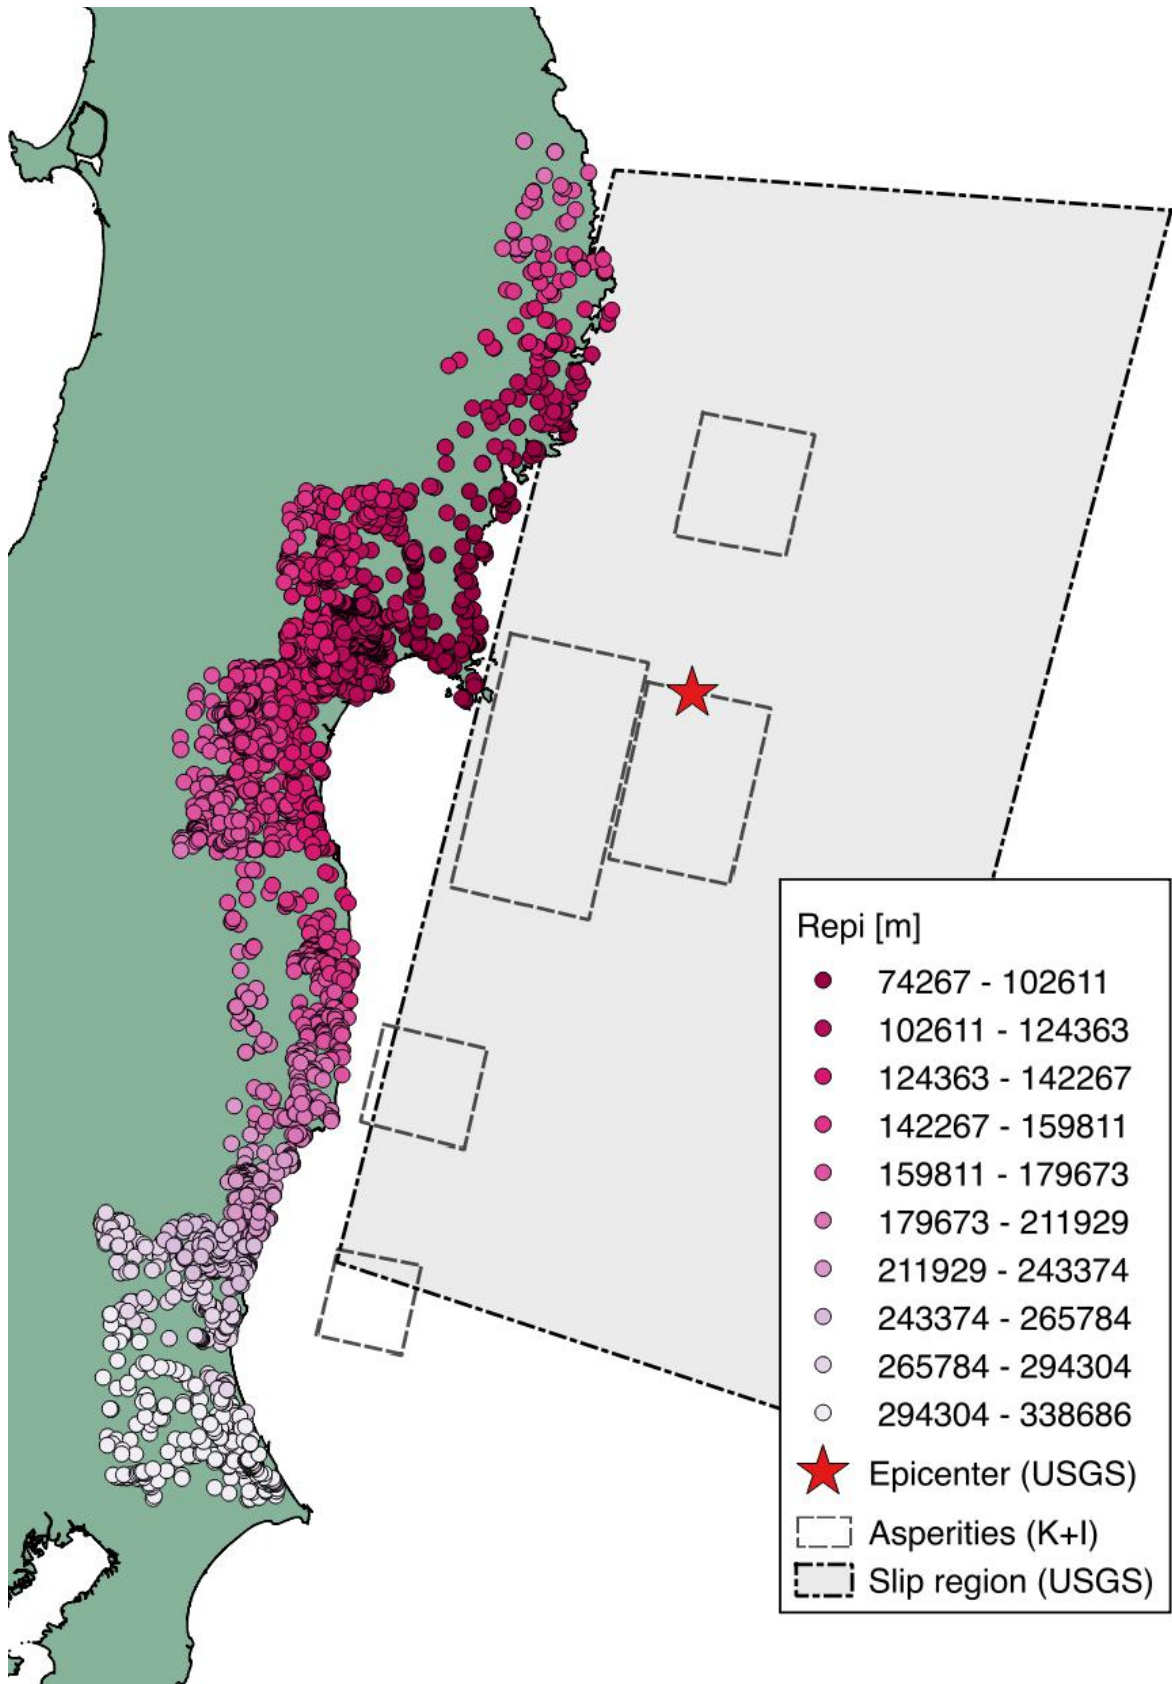 Repi [m]
74267 - 102611
102611 - 124363
124363 - 142267
142267 - 159811
159811 - 179673
179673 - 211929
211929 - 243374
243374 - 265784
265784 - 294304
294304 - 338686
Epicenter (USGS)
Asperities (K+I)
Slip region (USGS)